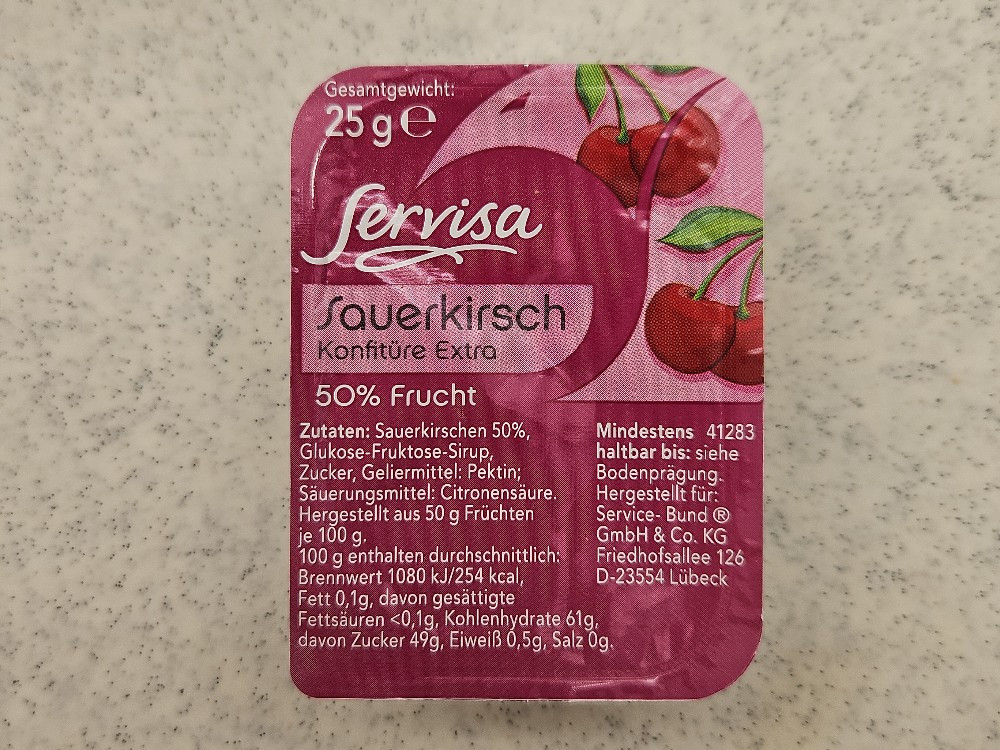 Gesamtgewicht:
25 g ℮
Servisa
Sauerkirsch
Konfitüre Extra
50% Frucht
Zutaten: Sauerkirschen 50%,
Glukose-Fruktose-Sirup,
Zucker, Geliermittel: Pektin;
Säuerungsmittel: Citronensäure.
Hergestellt aus 50 g Früchten
je 100 g.
100 g enthalten durchschnittlich:
Brennwert 1080 kJ/254 kcal,
Fett 0,1g, davon gesättigte
Fettsäuren <0,1g, Kohlenhydrate 61g,
davon Zucker 49g, Eiweiß 0,5g, Salz 0g.
Mindestens 41283
haltbar bis: siehe
Bodenprägung.
Hergestellt für:
Service- Bund ®
GmbH & Co. KG
Friedhofsallee 126
D-23554 Lübeck